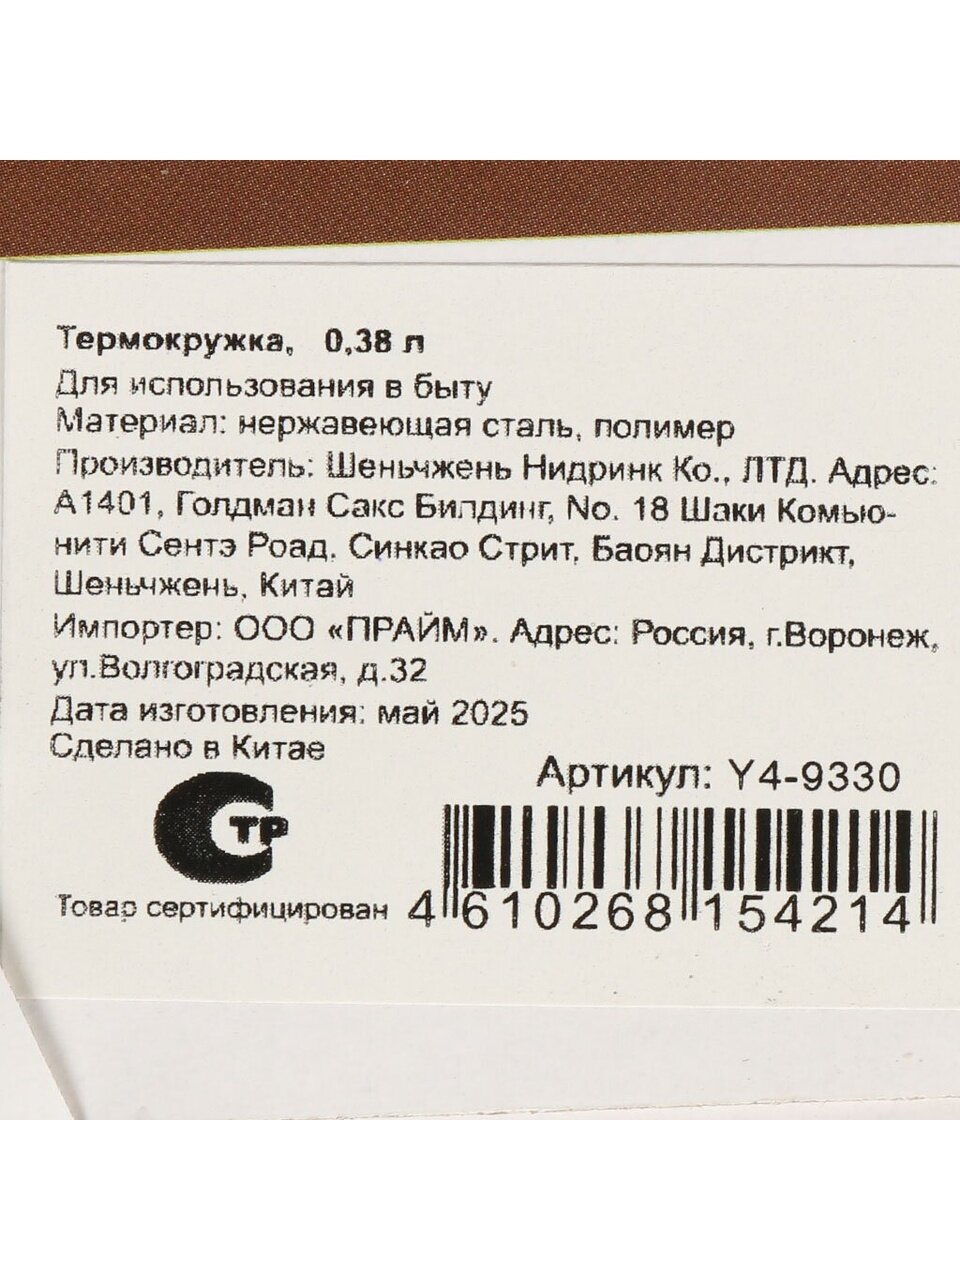 Термокружка, 0,38 л
Для использования в быту
Материал: нержавеющая сталь, полимер
Производитель: Шеньчжень Нидринк Ко., ЛТД. Адрес:
А1401, Голдман Сакс Билдинг, No. 18 Шаки Комью-
нити Сентэ Роад, Синкао Стрит, Баоян Дистрикт,
Шеньчжень, Китай
Импортер: ООО «ПРАЙМ». Адрес: Россия, г.Воронеж,
ул.Волгоградская, д.32
Дата изготовления: май 2025
Сделано в Китае
Артикул: Y4-9330
СТР
Товар сертифицирован
4 610268 154214